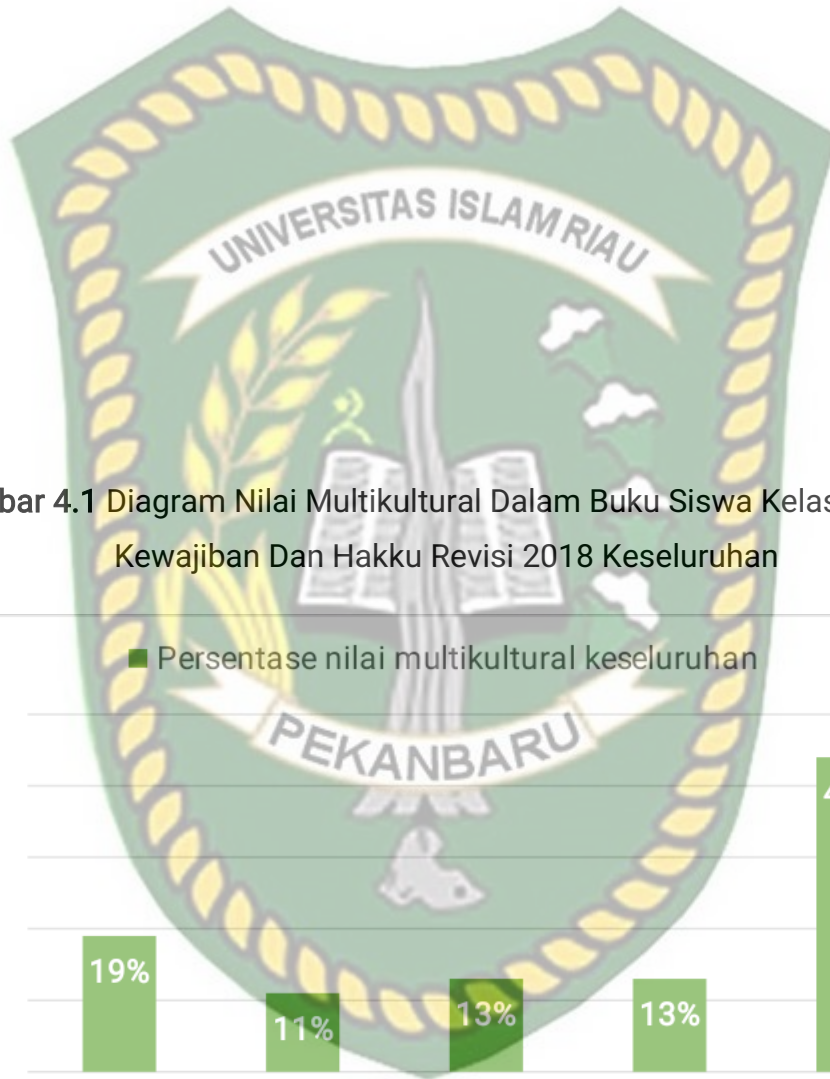 UNIVERSITAS ISLAM RIAU
bar 4.1 Diagram Nilai Multikultural Dalam Buku Siswa Kelas
Kewajiban Dan Hakku Revisi 2018 Keseluruhan
Persentase nilai multikultural keseluruhan
PEKANBARU
4
19%
11%
13%
13%